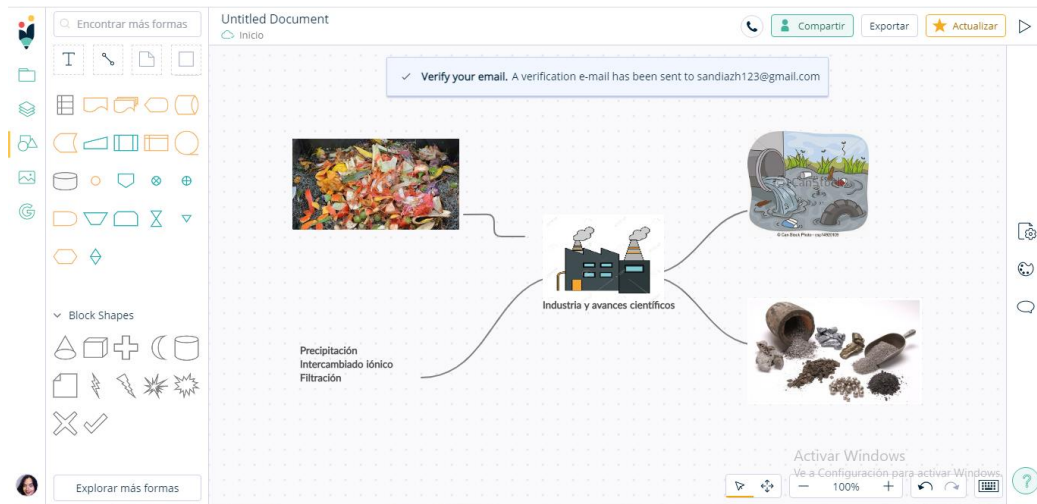 Encontrar más formas
Untitled Document
Inicio
Compartir
Exportar
Actualizar
T
✓ Verify your email. A verification e-mail has been sent to sandiazh123@gmail.com
Industria y avances científicos
Precipitación
Intercambiado iónico
Filtración
Block Shapes
Explorar más formas
Activar Windows
Ve a Configuración para activar Windows.
100%
?